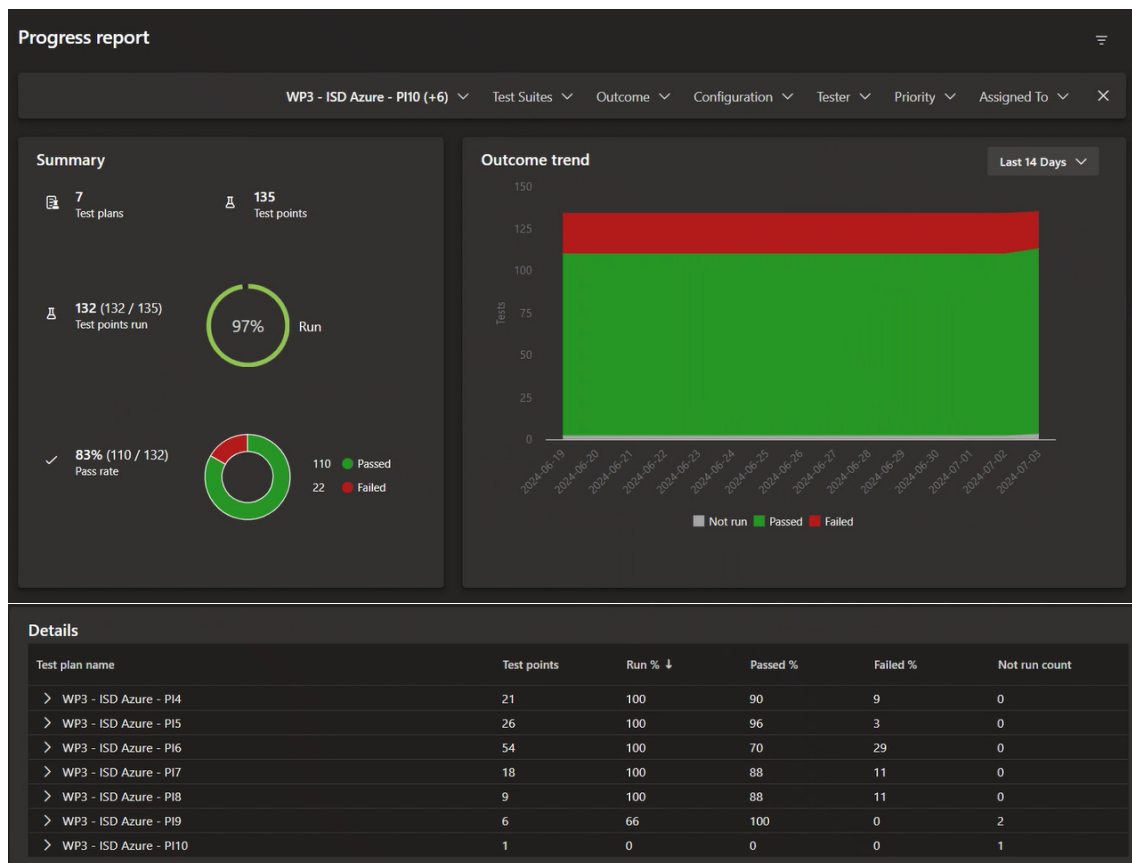 Progress report
WP3 - ISD Azure - PI10 (+6) Test Suites Outcome Configuration Tester Priority Assigned To
Summary
7
Test plans
135
Test points
132 (132 / 135)
Test points run
97%
Run
83% (110 / 132)
Pass rate
110 Passed
22 Failed
Outcome trend
Last 14 Days
150
125
100
75
50
25
0
Tests
2024-06-19
2024-06-20
2024-06-21
2024-06-22
2024-06-23
2024-06-24
2024-06-25
2024-06-26
2024-06-27
2024-06-28
2024-06-29
2024-06-30
2024-07-01
2024-07-02
2024-07-03
Not run Passed Failed
Details
Test plan name Test points Run % ↓ Passed % Failed % Not run count
WP3 - ISD Azure - PI4 21 100 90 9 0
WP3 - ISD Azure - PI5 26 100 96 3 0
WP3 - ISD Azure - PI6 54 100 70 29 0
WP3 - ISD Azure - PI7 18 100 88 11 0
WP3 - ISD Azure - PI8 9 100 88 11 0
WP3 - ISD Azure - PI9 6 66 100 0 2
WP3 - ISD Azure - PI10 1 0 0 0 1